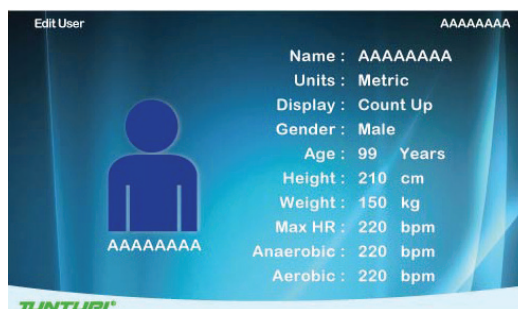 Edit User
AAAAAAAA
Name : AAAAAAAA
Units : Metric
Display : Count Up
Gender : Male
Age : 99 Years
Height : 210 cm
Weight : 150 kg
Max HR : 220 bpm
Anaerobic : 220 bpm
Aerobic : 220 bpm
AAAAAAAA
TUNTURI®